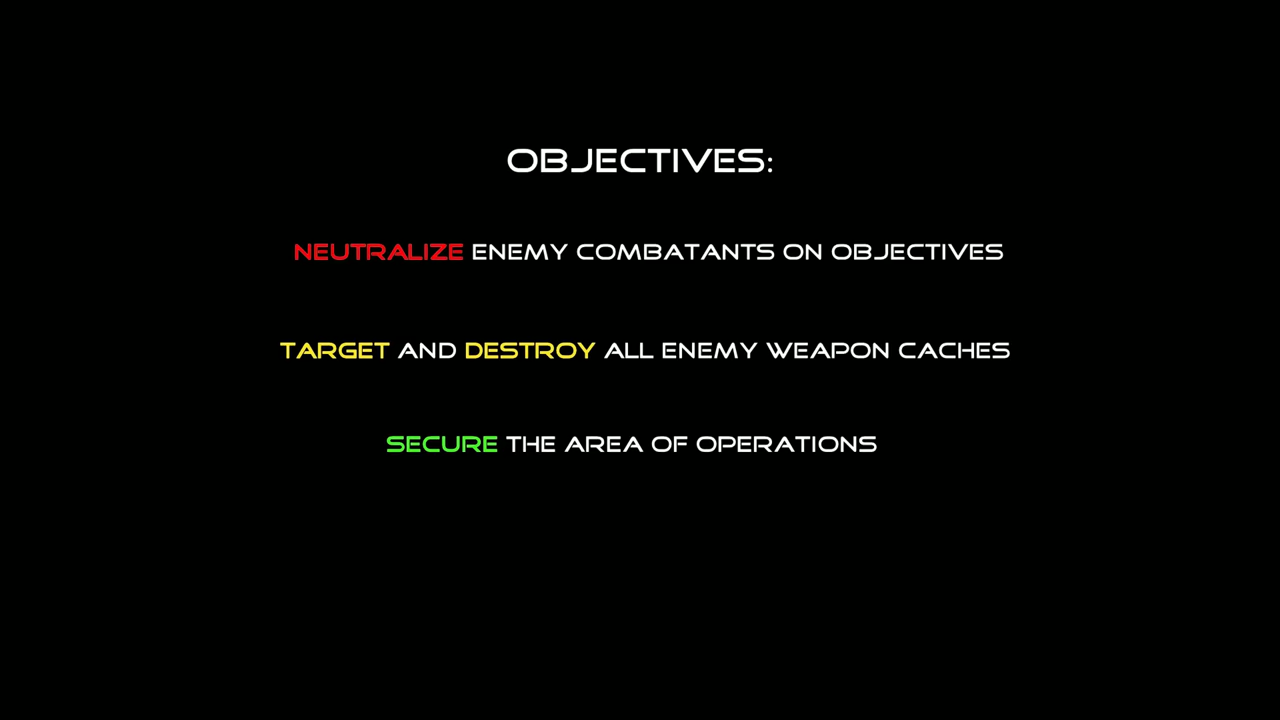 OBJECTIVES:
NEUTRALIZE ENEMY COMBATANTS ON OBJECTIVES
TARGET AND DESTROY ALL ENEMY WEAPON CACHES
SECURE THE AREA OF OPERATIONS